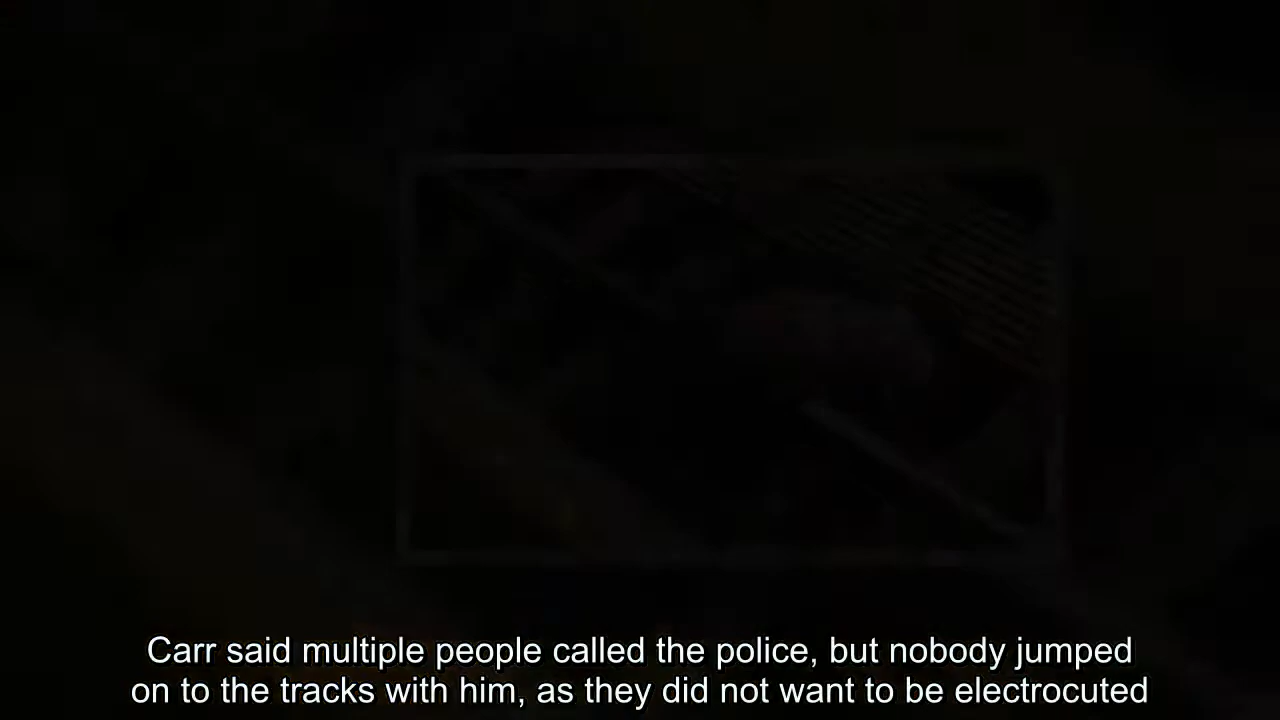 Carr said multiple people called the police, but nobody jumped
on to the tracks with him, as they did not want to be electrocuted